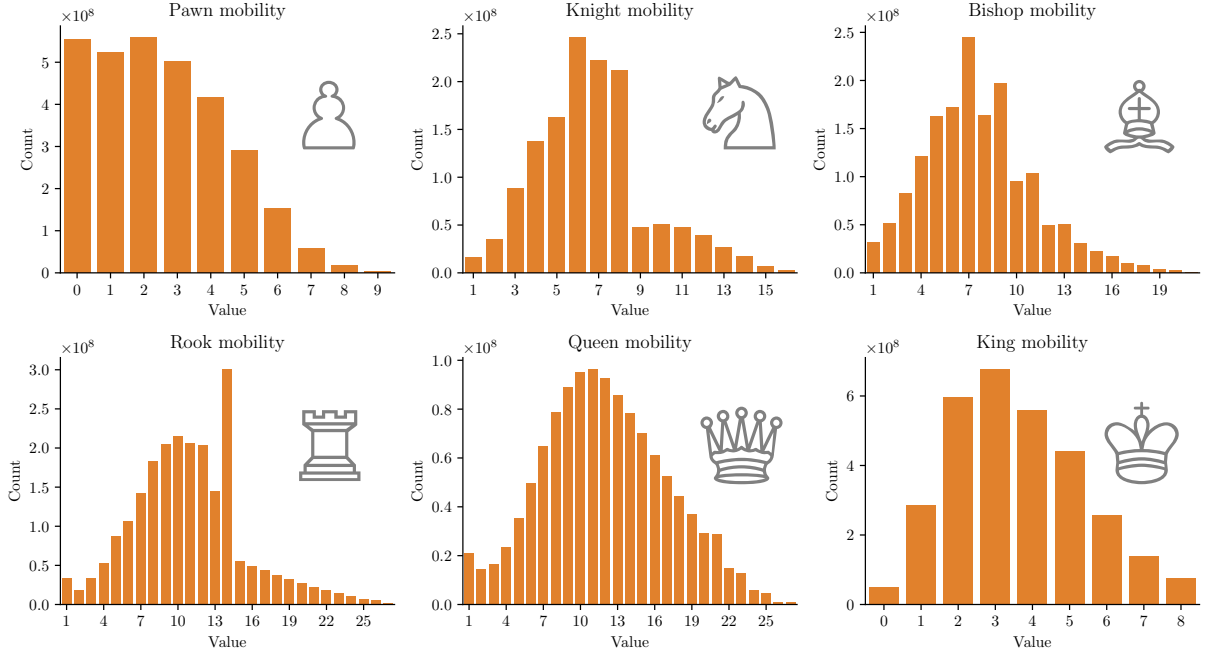 Pawn mobility
×10⁸
Count
5
4
3
2
1
0
0 1 2 3 4 5 6 7 8 9
Value
Knight mobility
×10⁸
Count
2.5
2.0
1.5
1.0
0.5
0.0
1 3 5 7 9 11 13 15
Value
Bishop mobility
×10⁸
Count
2.5
2.0
1.5
1.0
0.5
0.0
1 4 7 10 13 16 19
Value
Rook mobility
×10⁸
Count
3.0
2.5
2.0
1.5
1.0
0.5
0.0
1 4 7 10 13 16 19 22 25
Value
Queen mobility
×10⁸
Count
1.0
0.8
0.6
0.4
0.2
0.0
1 4 7 10 13 16 19 22 25
Value
King mobility
×10⁸
Count
6
4
2
0
0 1 2 3 4 5 6 7 8
Value